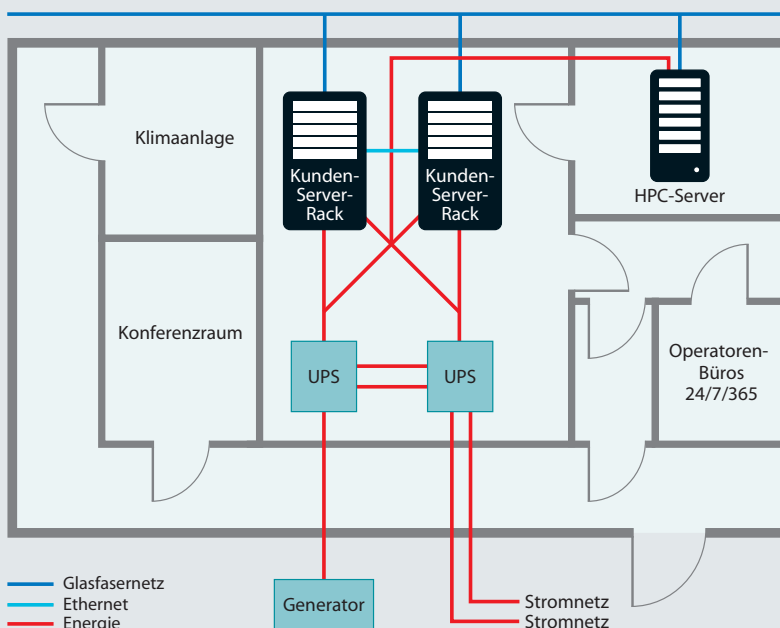 Klimaanlage
Kunden-
Server-
Rack
Kunden-
Server-
Rack
HPC-Server
Konferenzraum
UPS
UPS
Operatoren-
Büros
24/7/365
Glasfasernetz
Ethernet
Energie
Generator
Stromnetz
Stromnetz